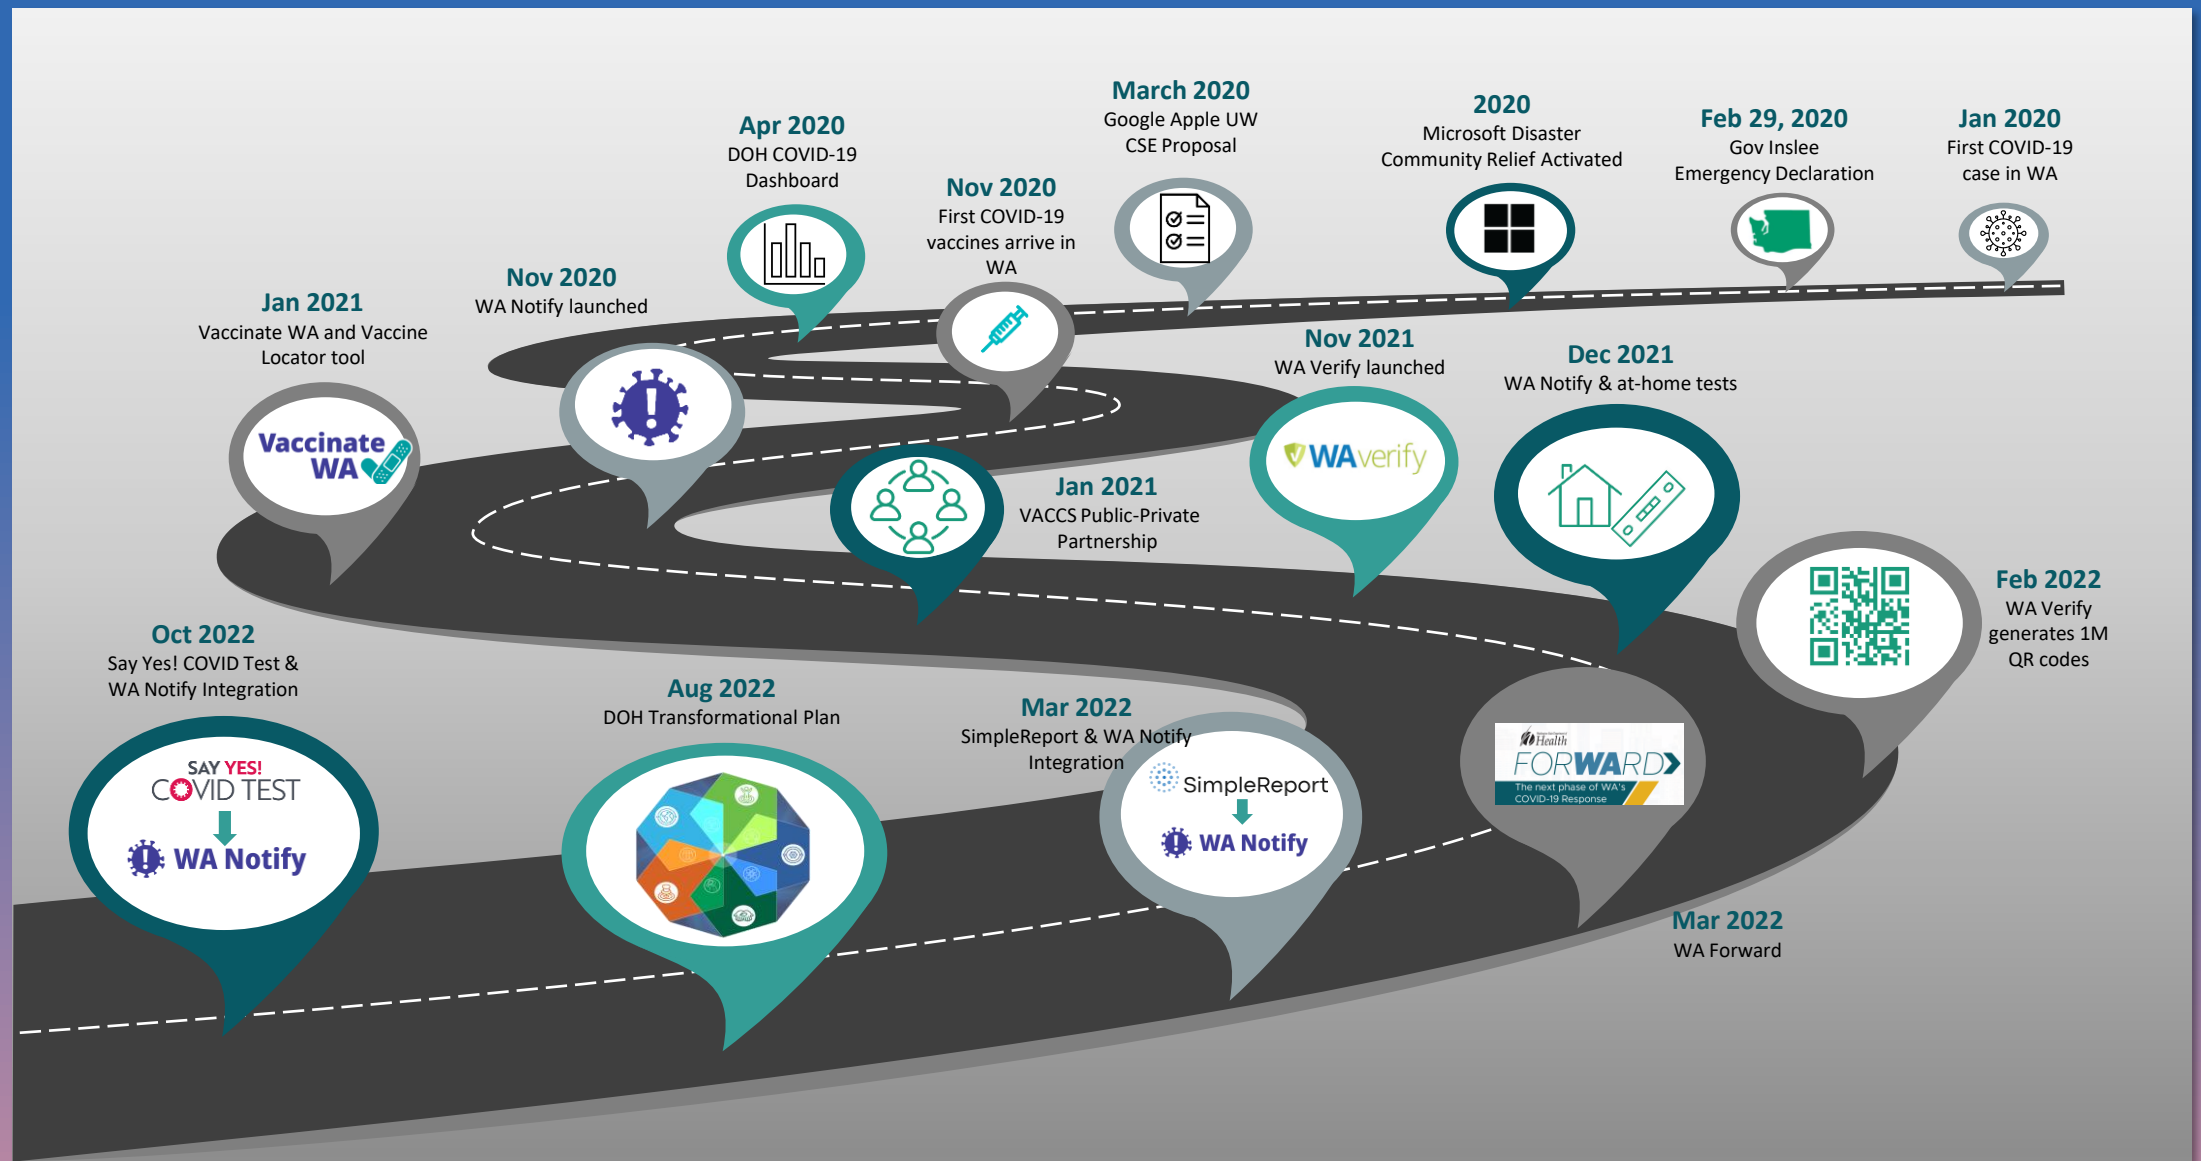 March 2020
Google Apple UW
CSE Proposal
2020
Microsoft Disaster
Community Relief Activated
Feb 29, 2020
Gov Inslee
Emergency Declaration
Jan 2020
First COVID-19
case in WA
Apr 2020
DOH COVID-19
Dashboard
Nov 2020
First COVID-19
vaccines arrive in
WA
Nov 2020
WA Notify launched
Jan 2021
Vaccinate WA and Vaccine
Locator tool
Vaccinate
WA
Jan 2021
VACCS Public-Private
Partnership
Nov 2021
WA Verify launched
WAverify
Dec 2021
WA Notify & at-home tests
Feb 2022
WA Verify
generates 1M
QR codes
Mar 2022
WA Forward
Health
FORWARD
The next phase of WA's
COVID-19 Response
Mar 2022
SimpleReport & WA Notify
Integration
SimpleReport
WA Notify
Aug 2022
DOH Transformational Plan
Oct 2022
Say Yes! COVID Test &
WA Notify Integration
SAY YES!
COVID TEST
WA Notify